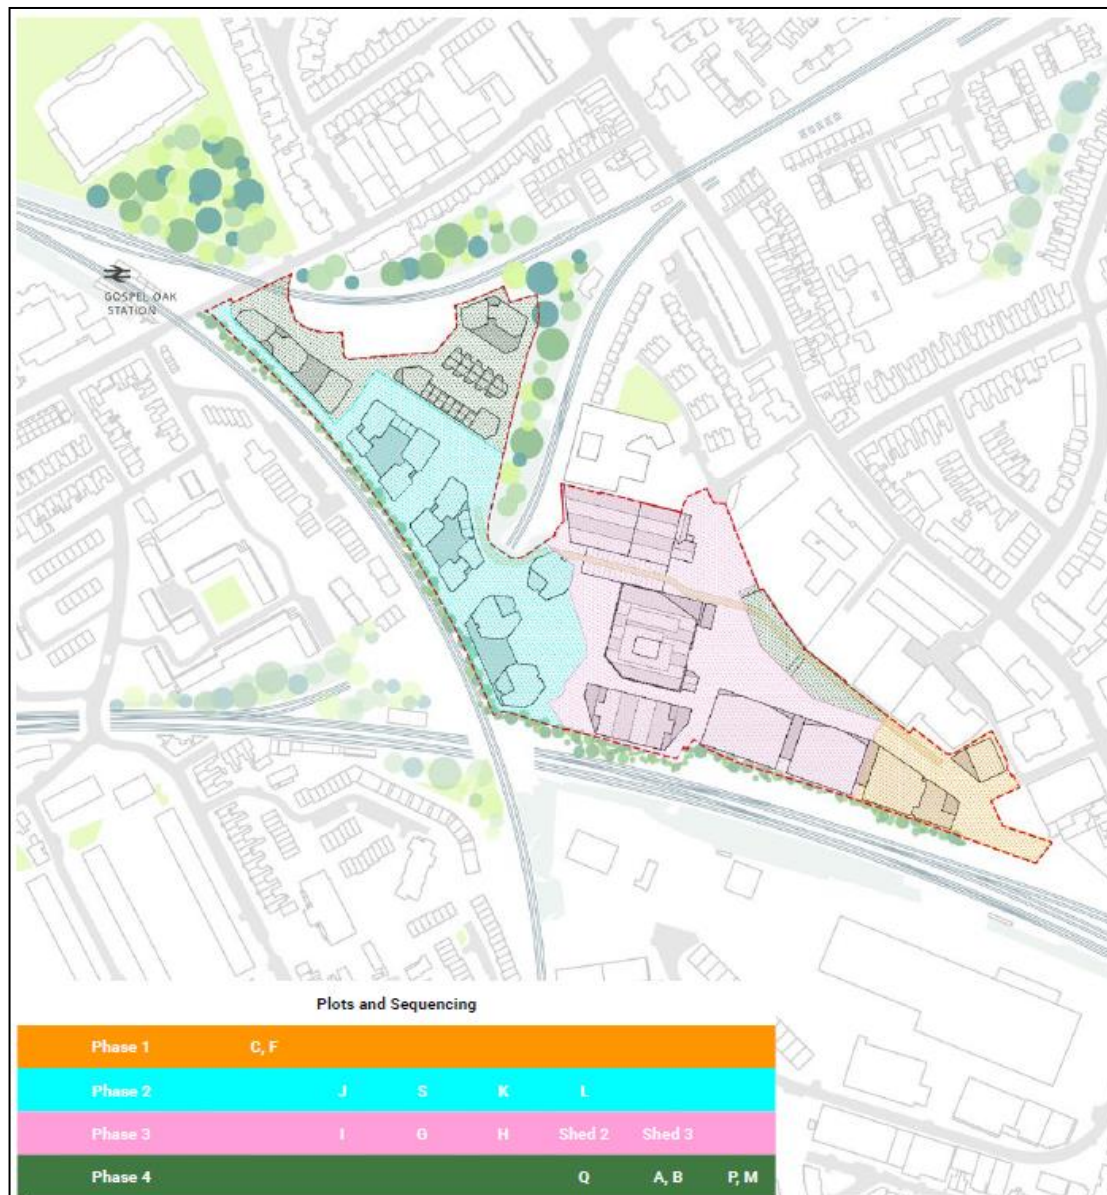 GOSPEL OAK
STATION
Plots and Sequencing
Phase 1 C, F
Phase 2 J S K L
Phase 3 I G H Shed 2 Shed 3
Phase 4 Q A, B P, M